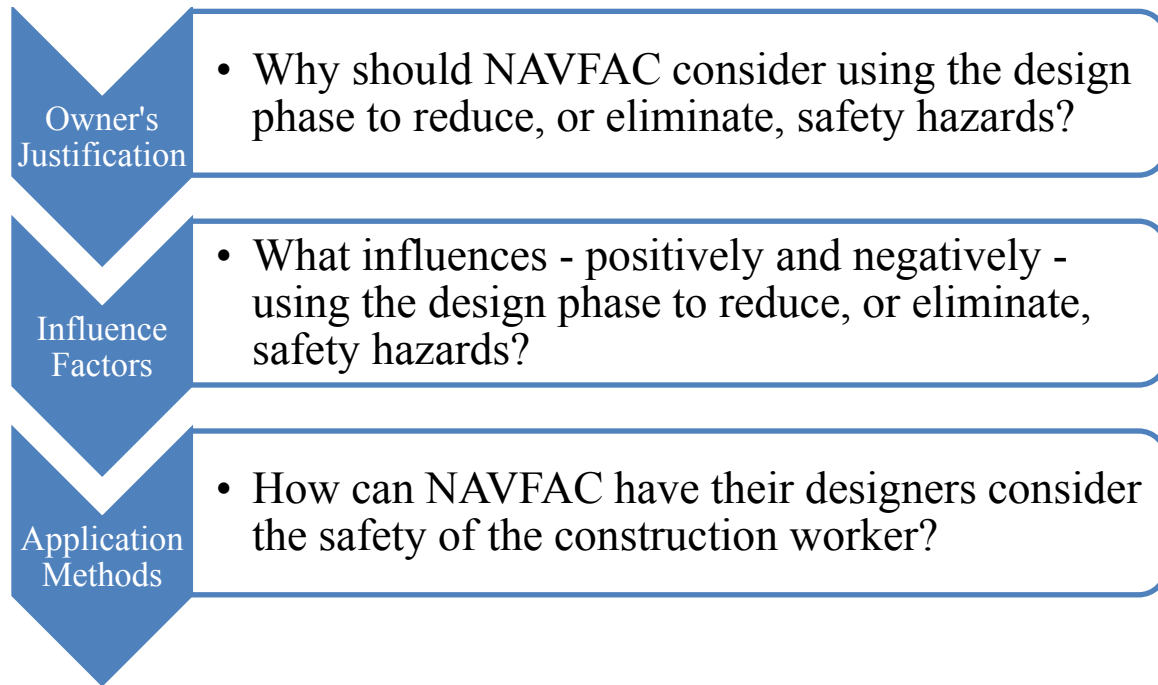 Owner's
Justification
• Why should NAVFAC consider using the design
phase to reduce, or eliminate, safety hazards?
Influence
Factors
• What influences - positively and negatively -
using the design phase to reduce, or eliminate,
safety hazards?
Application
Methods
• How can NAVFAC have their designers consider
the safety of the construction worker?